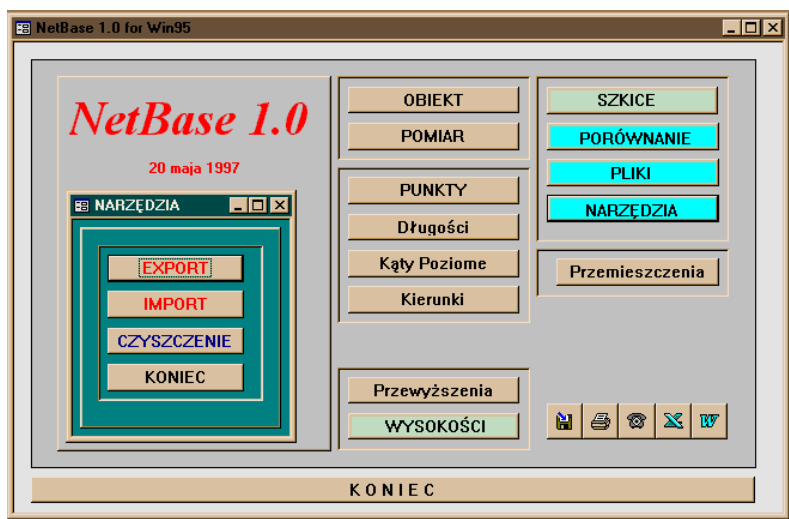 NetBase 1.0 for Win95
NetBase 1.0
20 maja 1997
NARZĘDZIA
EXPORT
IMPORT
CZYSZCZENIE
KONIEC
OBIEKT
POMIAR
PUNKTY
Długości
Kąty Poziome
Kierunki
Przewyższenia
WYSOKOŚCI
SZKICE
PORÓWNANIE
PLIKI
NARZĘDZIA
Przemieszczenia
KONIEC